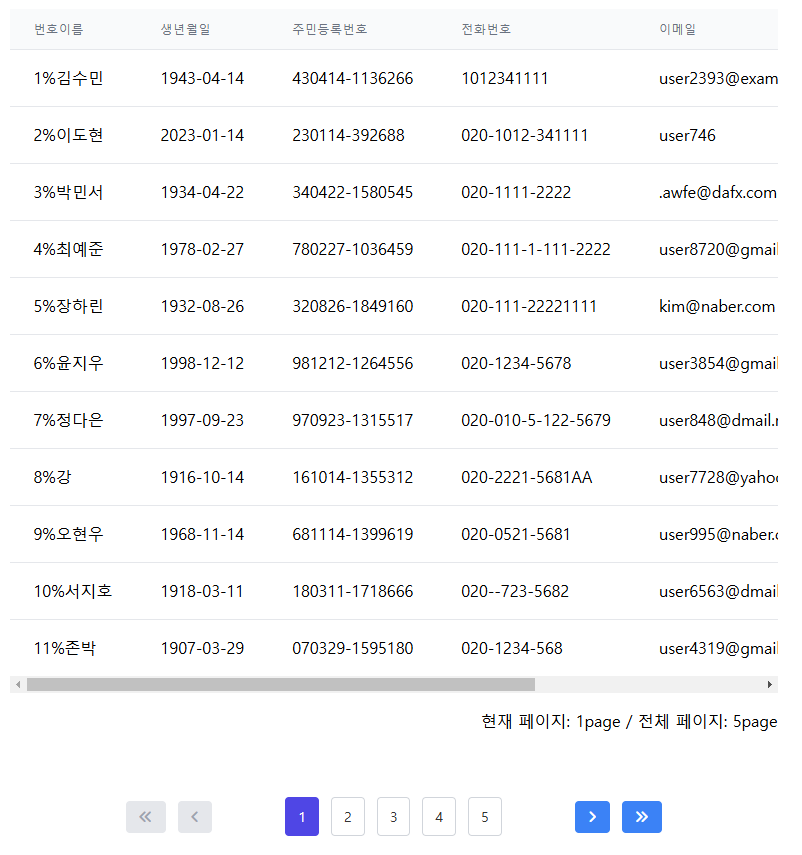 번호이름 생년월일 주민등록번호 전화번호 이메일
1%김수민 1943-04-14 430414-1136266 1012341111 user2393@exam
2%이도현 2023-01-14 230114-392688 020-1012-341111 user746
3%박민서 1934-04-22 340422-1580545 020-1111-2222 .awfe@dafx.com
4%최예준 1978-02-27 780227-1036459 020-111-1-111-2222 user8720@gmail
5%장하린 1932-08-26 320826-1849160 020-111-22221111 kim@naber.com
6%윤지우 1998-12-12 981212-1264556 020-1234-5678 user3854@gmail
7%정다은 1997-09-23 970923-1315517 020-010-5-122-5679 user848@dmail.
8%강 1916-10-14 161014-1355312 020-2221-5681AA user7728@yahoo
9%오현우 1968-11-14 681114-1399619 020-0521-5681 user995@naber.
10%서지호 1918-03-11 180311-1718666 020--723-5682 user6563@dmail
11%존박 1907-03-29 070329-1595180 020-1234-568 user4319@gmail
현재 페이지: 1page / 전체 페이지: 5page
« ‹ 1 2 3 4 5 › »